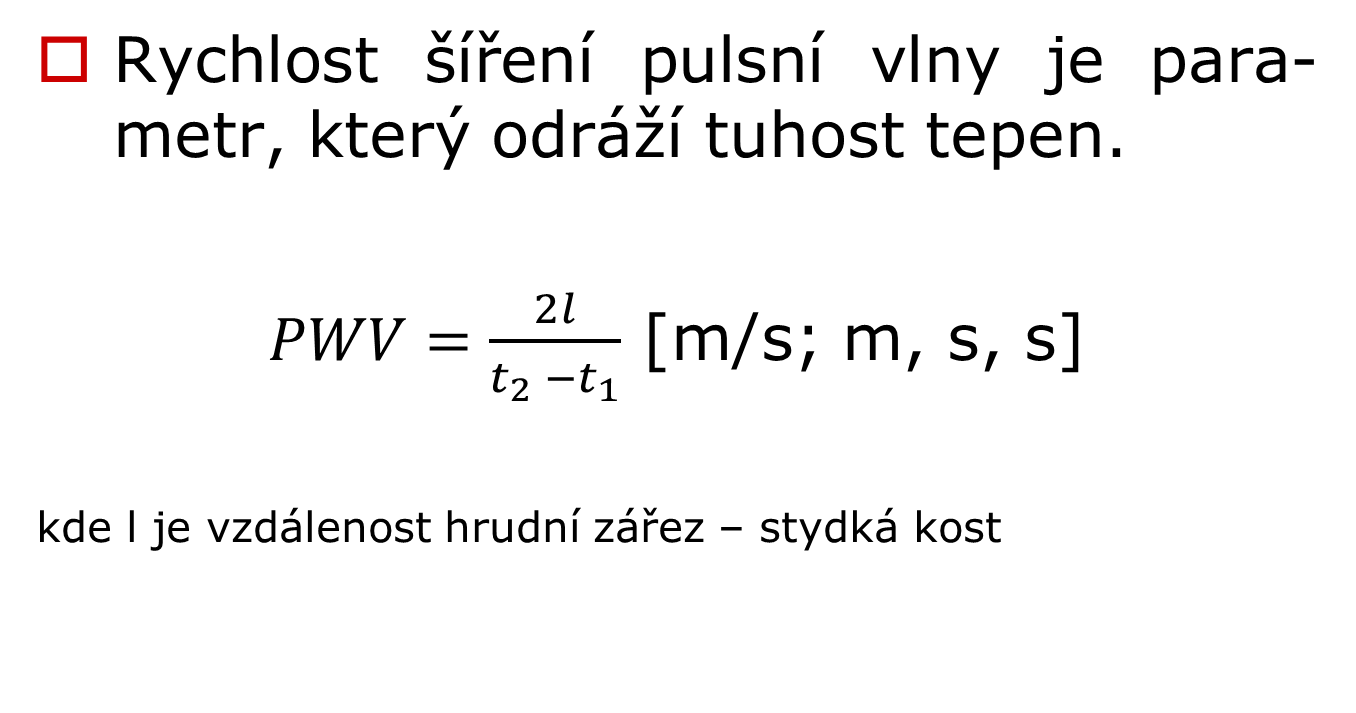 Rychlost šíření pulsní vlny je para-
metr, který odráží tuhost tepen.
PWV = 2l / (t₂ − t₁) [m/s; m, s, s]
kde l je vzdálenost hrudní zářez – stydká kost